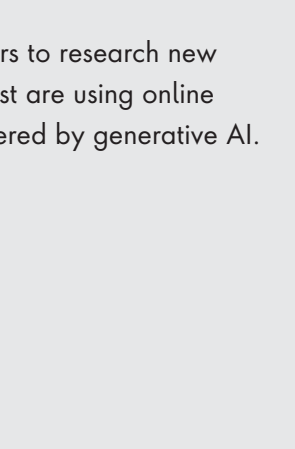 rs to research new
st are using online
ered by generative AI.